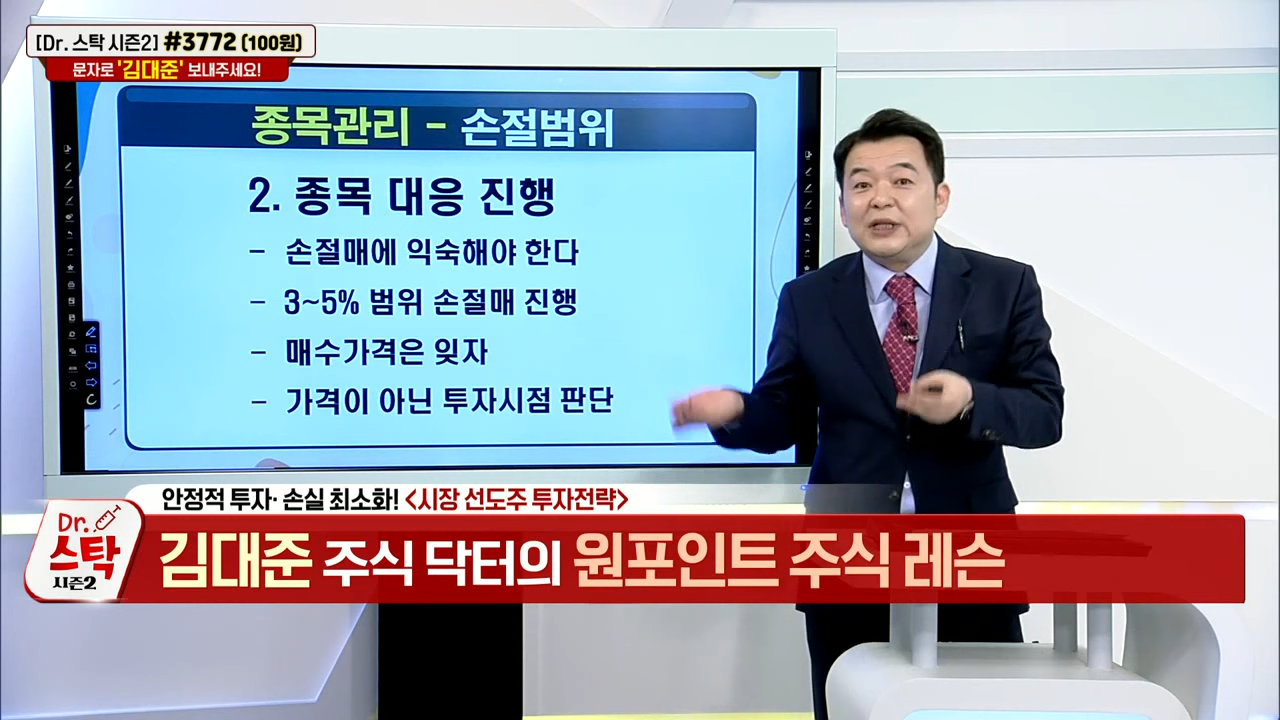 [Dr. 스탁 시즌2] #3772 (100원)
문자로 '김대준' 보내주세요!
종목관리 - 손절범위
2. 종목 대응 진행
- 손절매에 익숙해야 한다
- 3~5% 범위 손절매 진행
- 매수가격은 잊자
- 가격이 아닌 투자시점 판단
안정적 투자· 손실 최소화! <시장 선도주 투자전략>
Dr.
스탁
시즌2
김대준 주식 닥터의 원포인트 주식 레슨